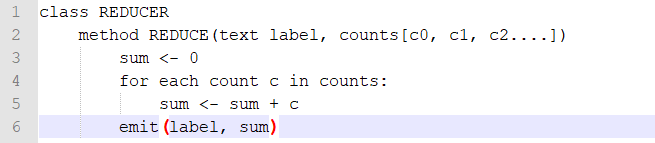 1 class REDUCER
2 method REDUCE(text label, counts[c0, c1, c2....])
3 sum <- 0
4 for each count c in counts:
5 sum <- sum + c
6 emit(label, sum)